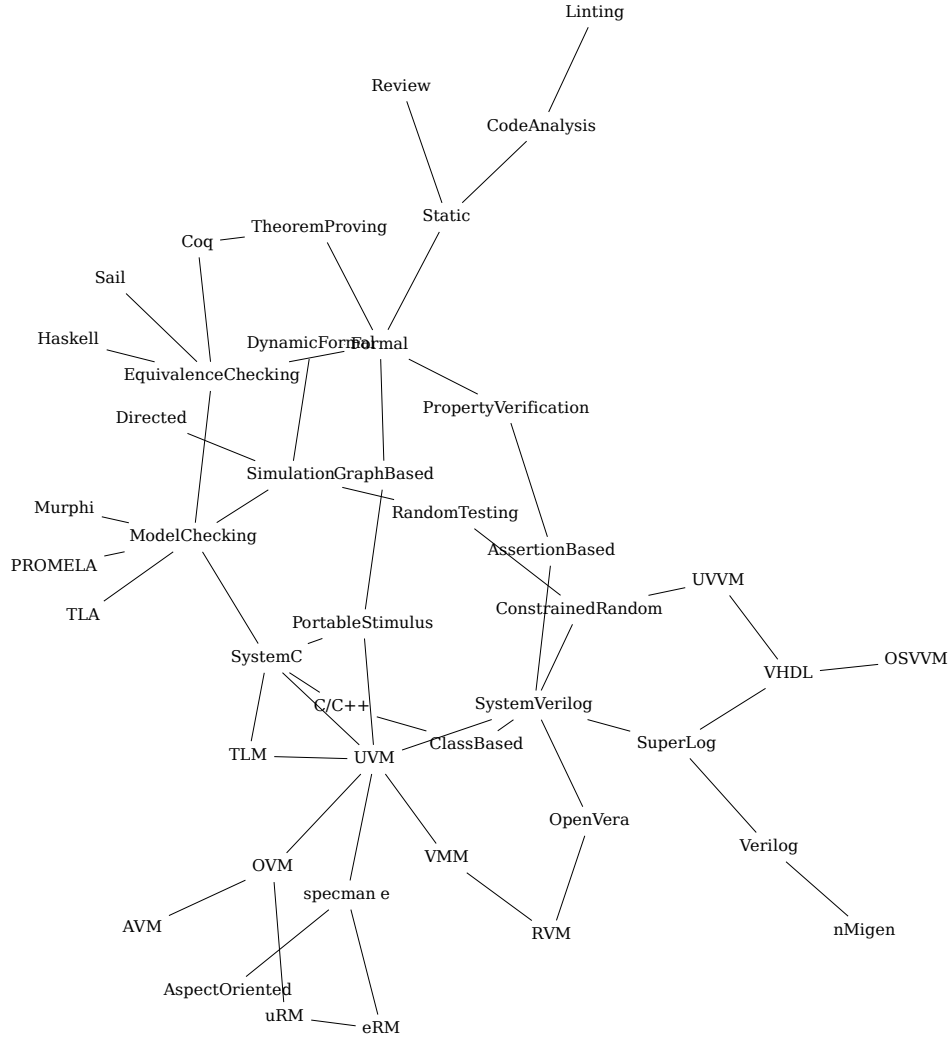 Linting
Review
CodeAnalysis
Static
TheoremProving
Coq
Sail
Haskell
DynamicFormal
Formal
EquivalenceChecking
PropertyVerification
Directed
Simulation
GraphBased
Murphi
RandomTesting
ModelChecking
AssertionBased
PROMELA
UVVM
TLA
ConstrainedRandom
PortableStimulus
SystemC
OSVVM
VHDL
C/C++
SystemVerilog
ClassBased
SuperLog
TLM
UVM
OpenVera
Verilog
VMM
OVM
specman e
AVM
RVM
nMigen
AspectOriented
uRM
eRM